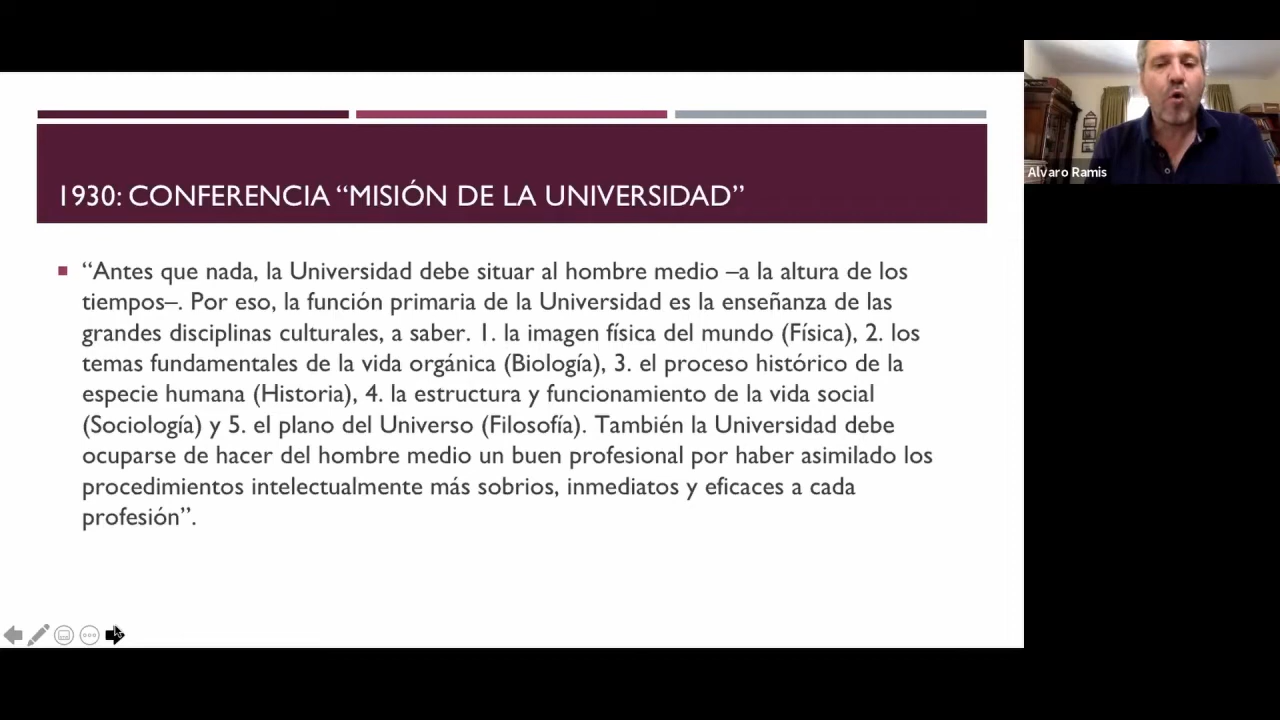 1930: CONFERENCIA “MISIÓN DE LA UNIVERSIDAD”
“Antes que nada, la Universidad debe situar al hombre medio –a la altura de los
tiempos–. Por eso, la función primaria de la Universidad es la enseñanza de las
grandes disciplinas culturales, a saber. 1. la imagen física del mundo (Física), 2. los
temas fundamentales de la vida orgánica (Biología), 3. el proceso histórico de la
especie humana (Historia), 4. la estructura y funcionamiento de la vida social
(Sociología) y 5. el plano del Universo (Filosofía). También la Universidad debe
ocuparse de hacer del hombre medio un buen profesional por haber asimilado los
procedimientos intelectualmente más sobrios, inmediatos y eficaces a cada
profesión”.
Alvaro Ramis